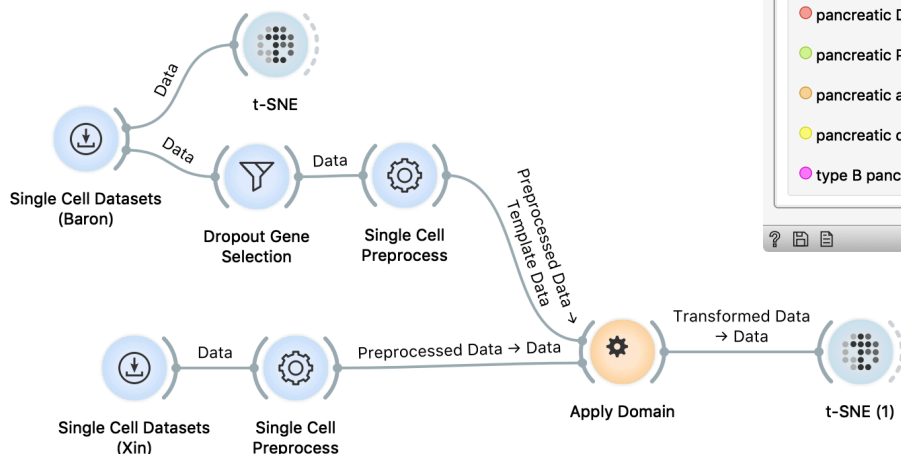 Data
t-SNE
Data
Single Cell Datasets
(Baron)
Data
Dropout Gene
Selection
Single Cell
Preprocess
Preprocessed Data →
Template Data
pancreatic
pancreatic
pancreatic
pancreatic
type B
?
Single Cell Datasets
(Xin)
Data
Single Cell
Preprocess
Preprocessed Data → Data
Apply Domain
Transformed Data
→ Data
t-SNE (1)